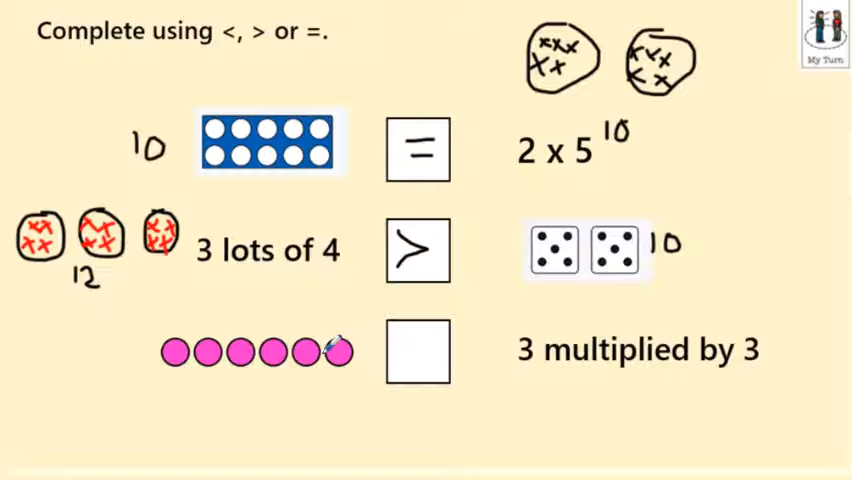 Complete using <, > or =.
My Turn
10 = 2 x 5 10
3 lots of 4 > 10
12
3 multiplied by 3